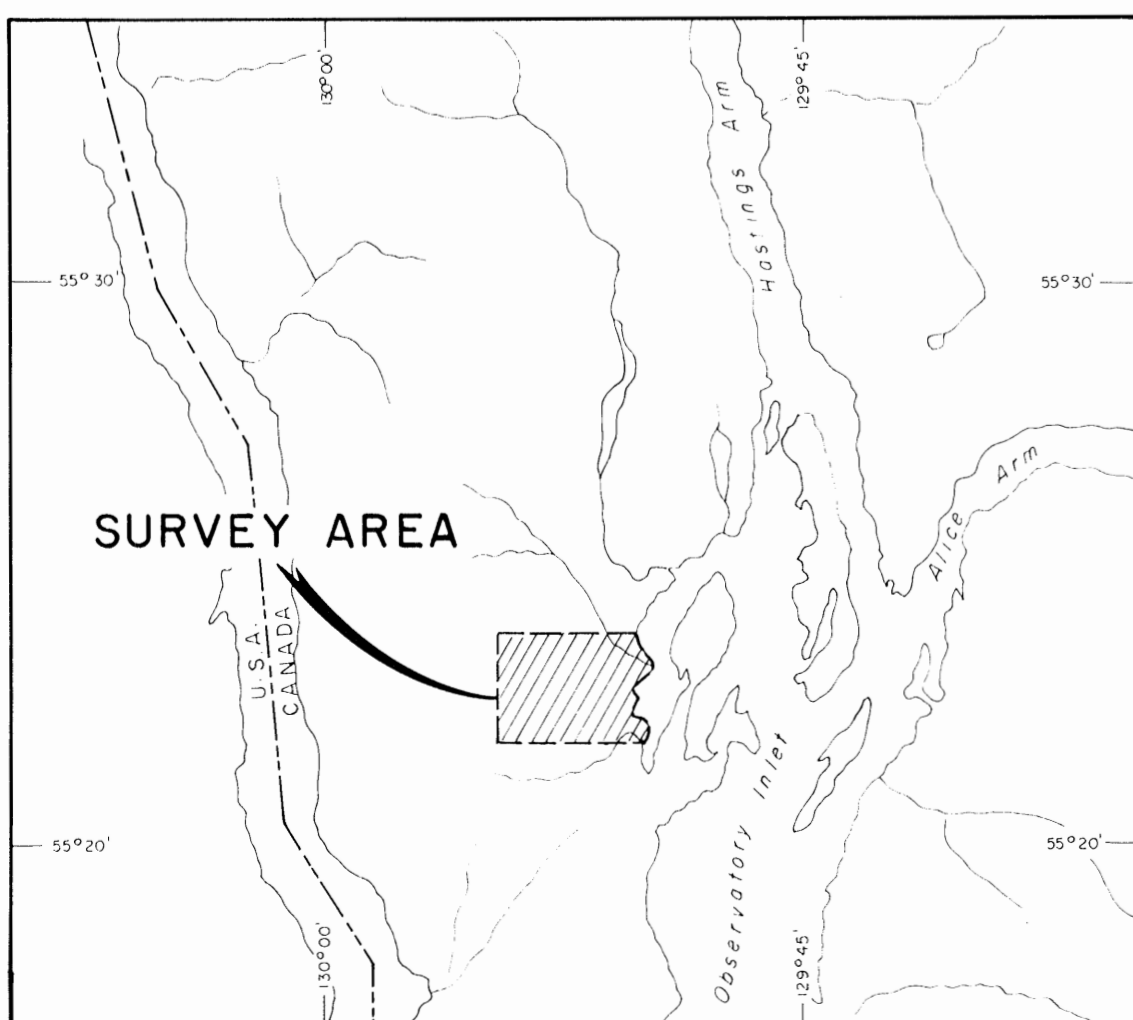 130°00'
129°45'
Hastings Arm
55°30'
55°30'
Alice Arm
SURVEY AREA
U.S.A.
CANADA
Observatory Inlet
55°20'
55°20'
130°00'
129°45'